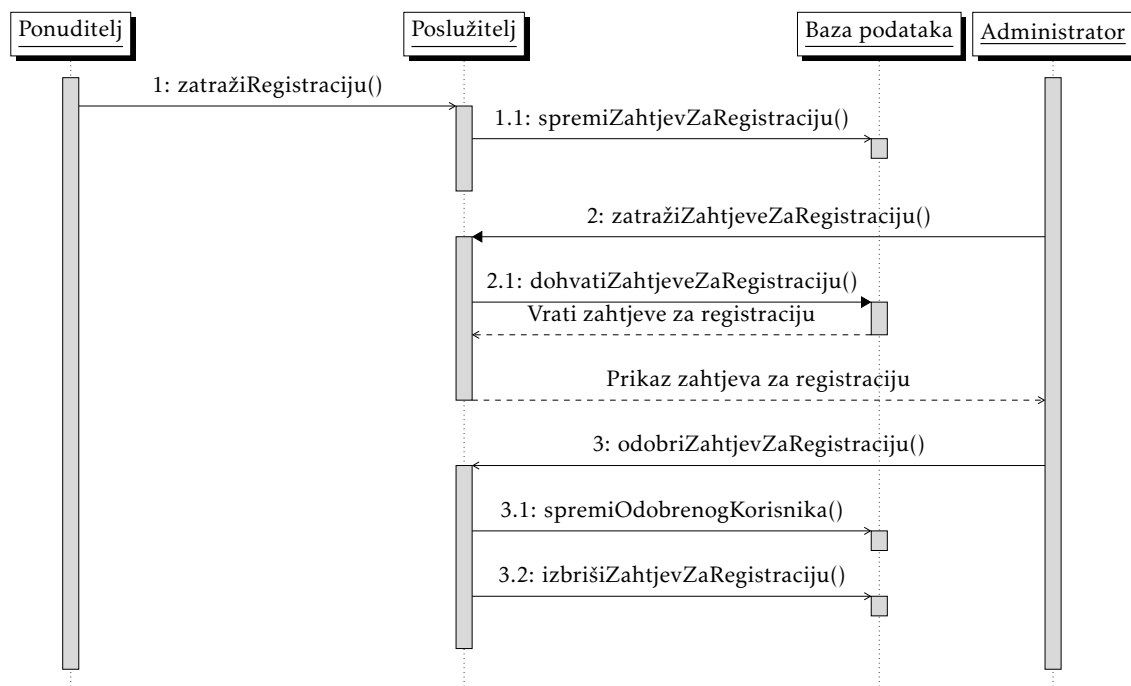 Ponuditelj
Poslužitelj
Baza podataka
Administrator
1: zatražiRegistraciju()
1.1: spremiZahtjevZaRegistraciju()
2: zatražiZahtjeveZaRegistraciju()
2.1: dohvatiZahtjeveZaRegistraciju()
Vrati zahtjeve za registraciju
Prikaz zahtjeva za registraciju
3: odobriZahtjevZaRegistraciju()
3.1: spremiOdobrenogKorisnika()
3.2: izbrišiZahtjevZaRegistraciju()